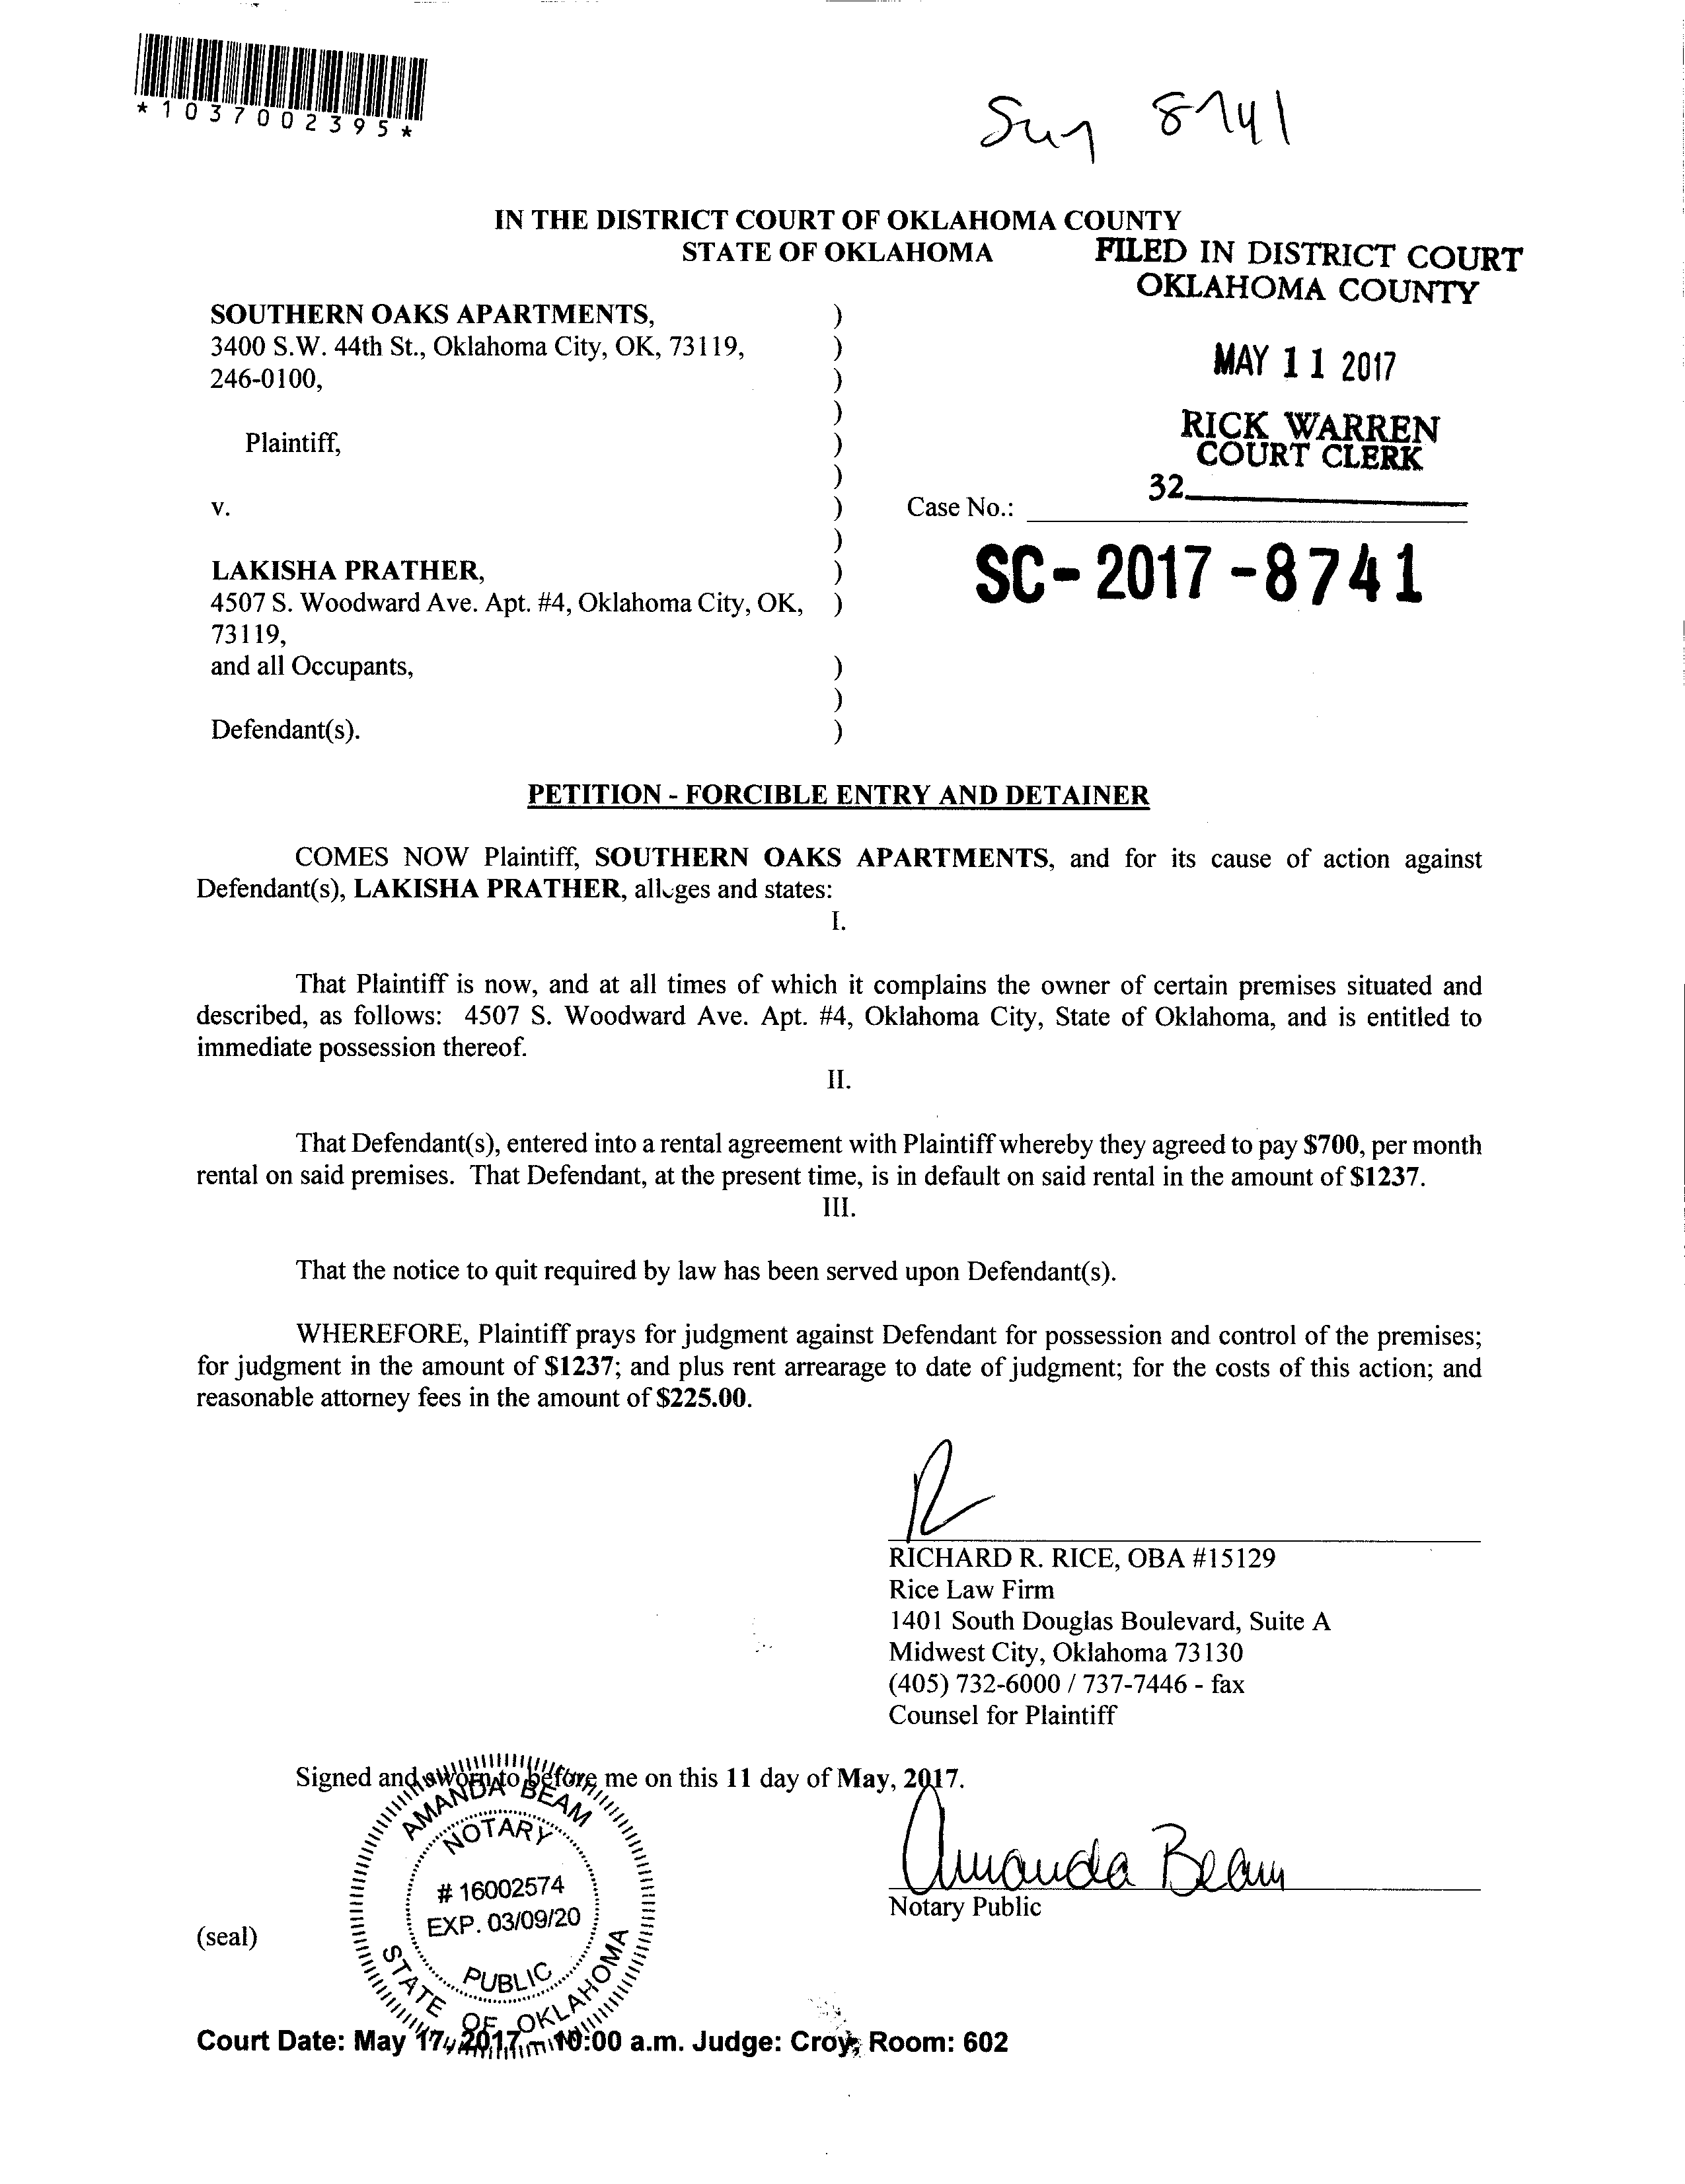 *1037002395*
8741
IN THE DISTRICT COURT OF OKLAHOMA COUNTY
STATE OF OKLAHOMA
FILED IN DISTRICT COURT
OKLAHOMA COUNTY
MAY 11 2017
RICK WARREN
COURT CLERK
32
SOUTHERN OAKS APARTMENTS, )
3400 S.W. 44th St., Oklahoma City, OK, 73119, )
246-0100, )
)
Plaintiff, )
)
v. ) Case No.:
)
SC-2017-8741
LAKISHA PRATHER, )
4507 S. Woodward Ave. Apt. #4, Oklahoma City, OK, )
73119,
and all Occupants, )
)
Defendant(s). )
PETITION - FORCIBLE ENTRY AND DETAINER
COMES NOW Plaintiff, SOUTHERN OAKS APARTMENTS, and for its cause of action against
Defendant(s), LAKISHA PRATHER, alleges and states:
I.
That Plaintiff is now, and at all times of which it complains the owner of certain premises situated and
described, as follows: 4507 S. Woodward Ave. Apt. #4, Oklahoma City, State of Oklahoma, and is entitled to
immediate possession thereof.
II.
That Defendant(s), entered into a rental agreement with Plaintiff whereby they agreed to pay $700, per month
rental on said premises. That Defendant, at the present time, is in default on said rental in the amount of $1237.
III.
That the notice to quit required by law has been served upon Defendant(s).
WHEREFORE, Plaintiff prays for judgment against Defendant for possession and control of the premises;
for judgment in the amount of $1237; and plus rent arrearage to date of judgment; for the costs of this action; and
reasonable attorney fees in the amount of $225.00.
RICHARD R. RICE, OBA #15129
Rice Law Firm
1401 South Douglas Boulevard, Suite A
Midwest City, Oklahoma 73130
(405) 732-6000 / 737-7446 - fax
Counsel for Plaintiff
Signed and sworn to before me on this 11 day of May, 2017.
Amanda Beam
Notary Public
(seal)
AMANDA BEAM
NOTARY
# 16002574
EXP. 03/09/20
PUBLIC
STATE OF OKLAHOMA
Court Date: May 17, 2017 - 10:00 a.m. Judge: Croy, Room: 602